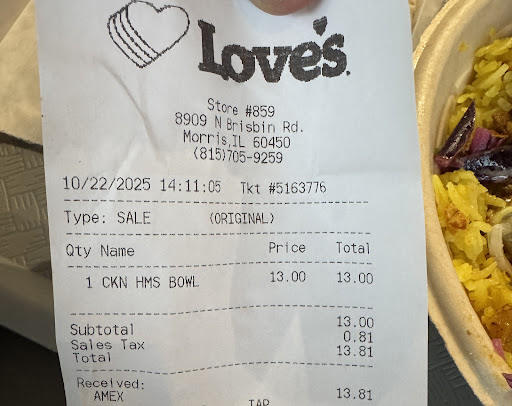 Love's
Store #859
8909 N Brisbin Rd.
Morris,IL 60450
(815)705-9259
10/22/2025 14:11:05 Tkt #5163776
Type: SALE (ORIGINAL)
Qty Name Price Total
1 CKN HMS BOWL 13.00 13.00
Subtotal 13.00
Sales Tax 0.81
Total 13.81
Received:
AMEX 13.81
TAP